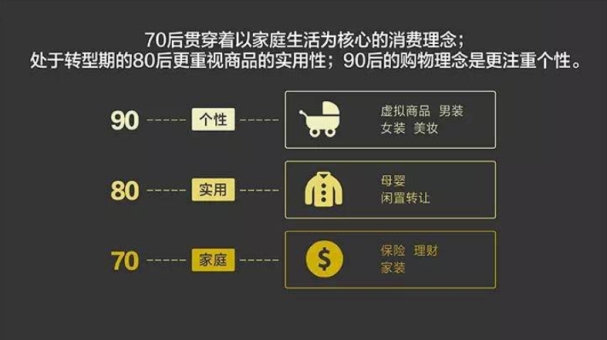 70后贯穿着以家庭生活为核心的消费理念；
处于转型期的80后更重视商品的实用性；90后的购物理念是更注重个性。
90
个性
虚拟商品 男装
女装 美妆
80
实用
母婴
闲置转让
70
家庭
$
保险 理财
家装